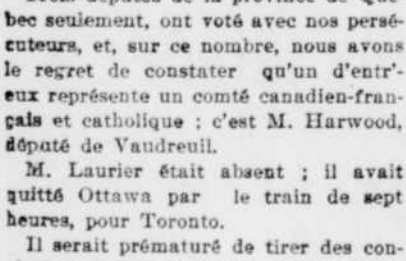 bec seulement, ont voté avec nos persé-
cuteurs, et, sur ce nombre, nous avons
le regret de constater qu'un d'entr'-
eux représente un comté canadien-fran-
çais et catholique ; c'est M. Harwood,
député de Vaudreuil.
M. Laurier était absent ; il avait
quitté Ottawa par le train de sept
heures, pour Toronto.
Il serait prématuré de tirer des con-